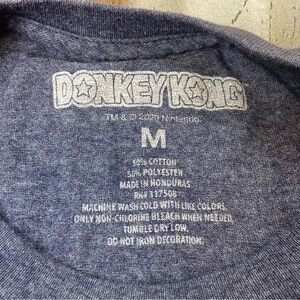 DONKEY KONG
TM & © 2020 Nintendo
M
50% COTTON
50% POLYESTER
MADE IN HONDURAS
RN# 117508
MACHINE WASH COLD WITH LIKE COLORS.
ONLY NON-CHLORINE BLEACH WHEN NEEDED.
TUMBLE DRY LOW.
DO NOT IRON DECORATION.